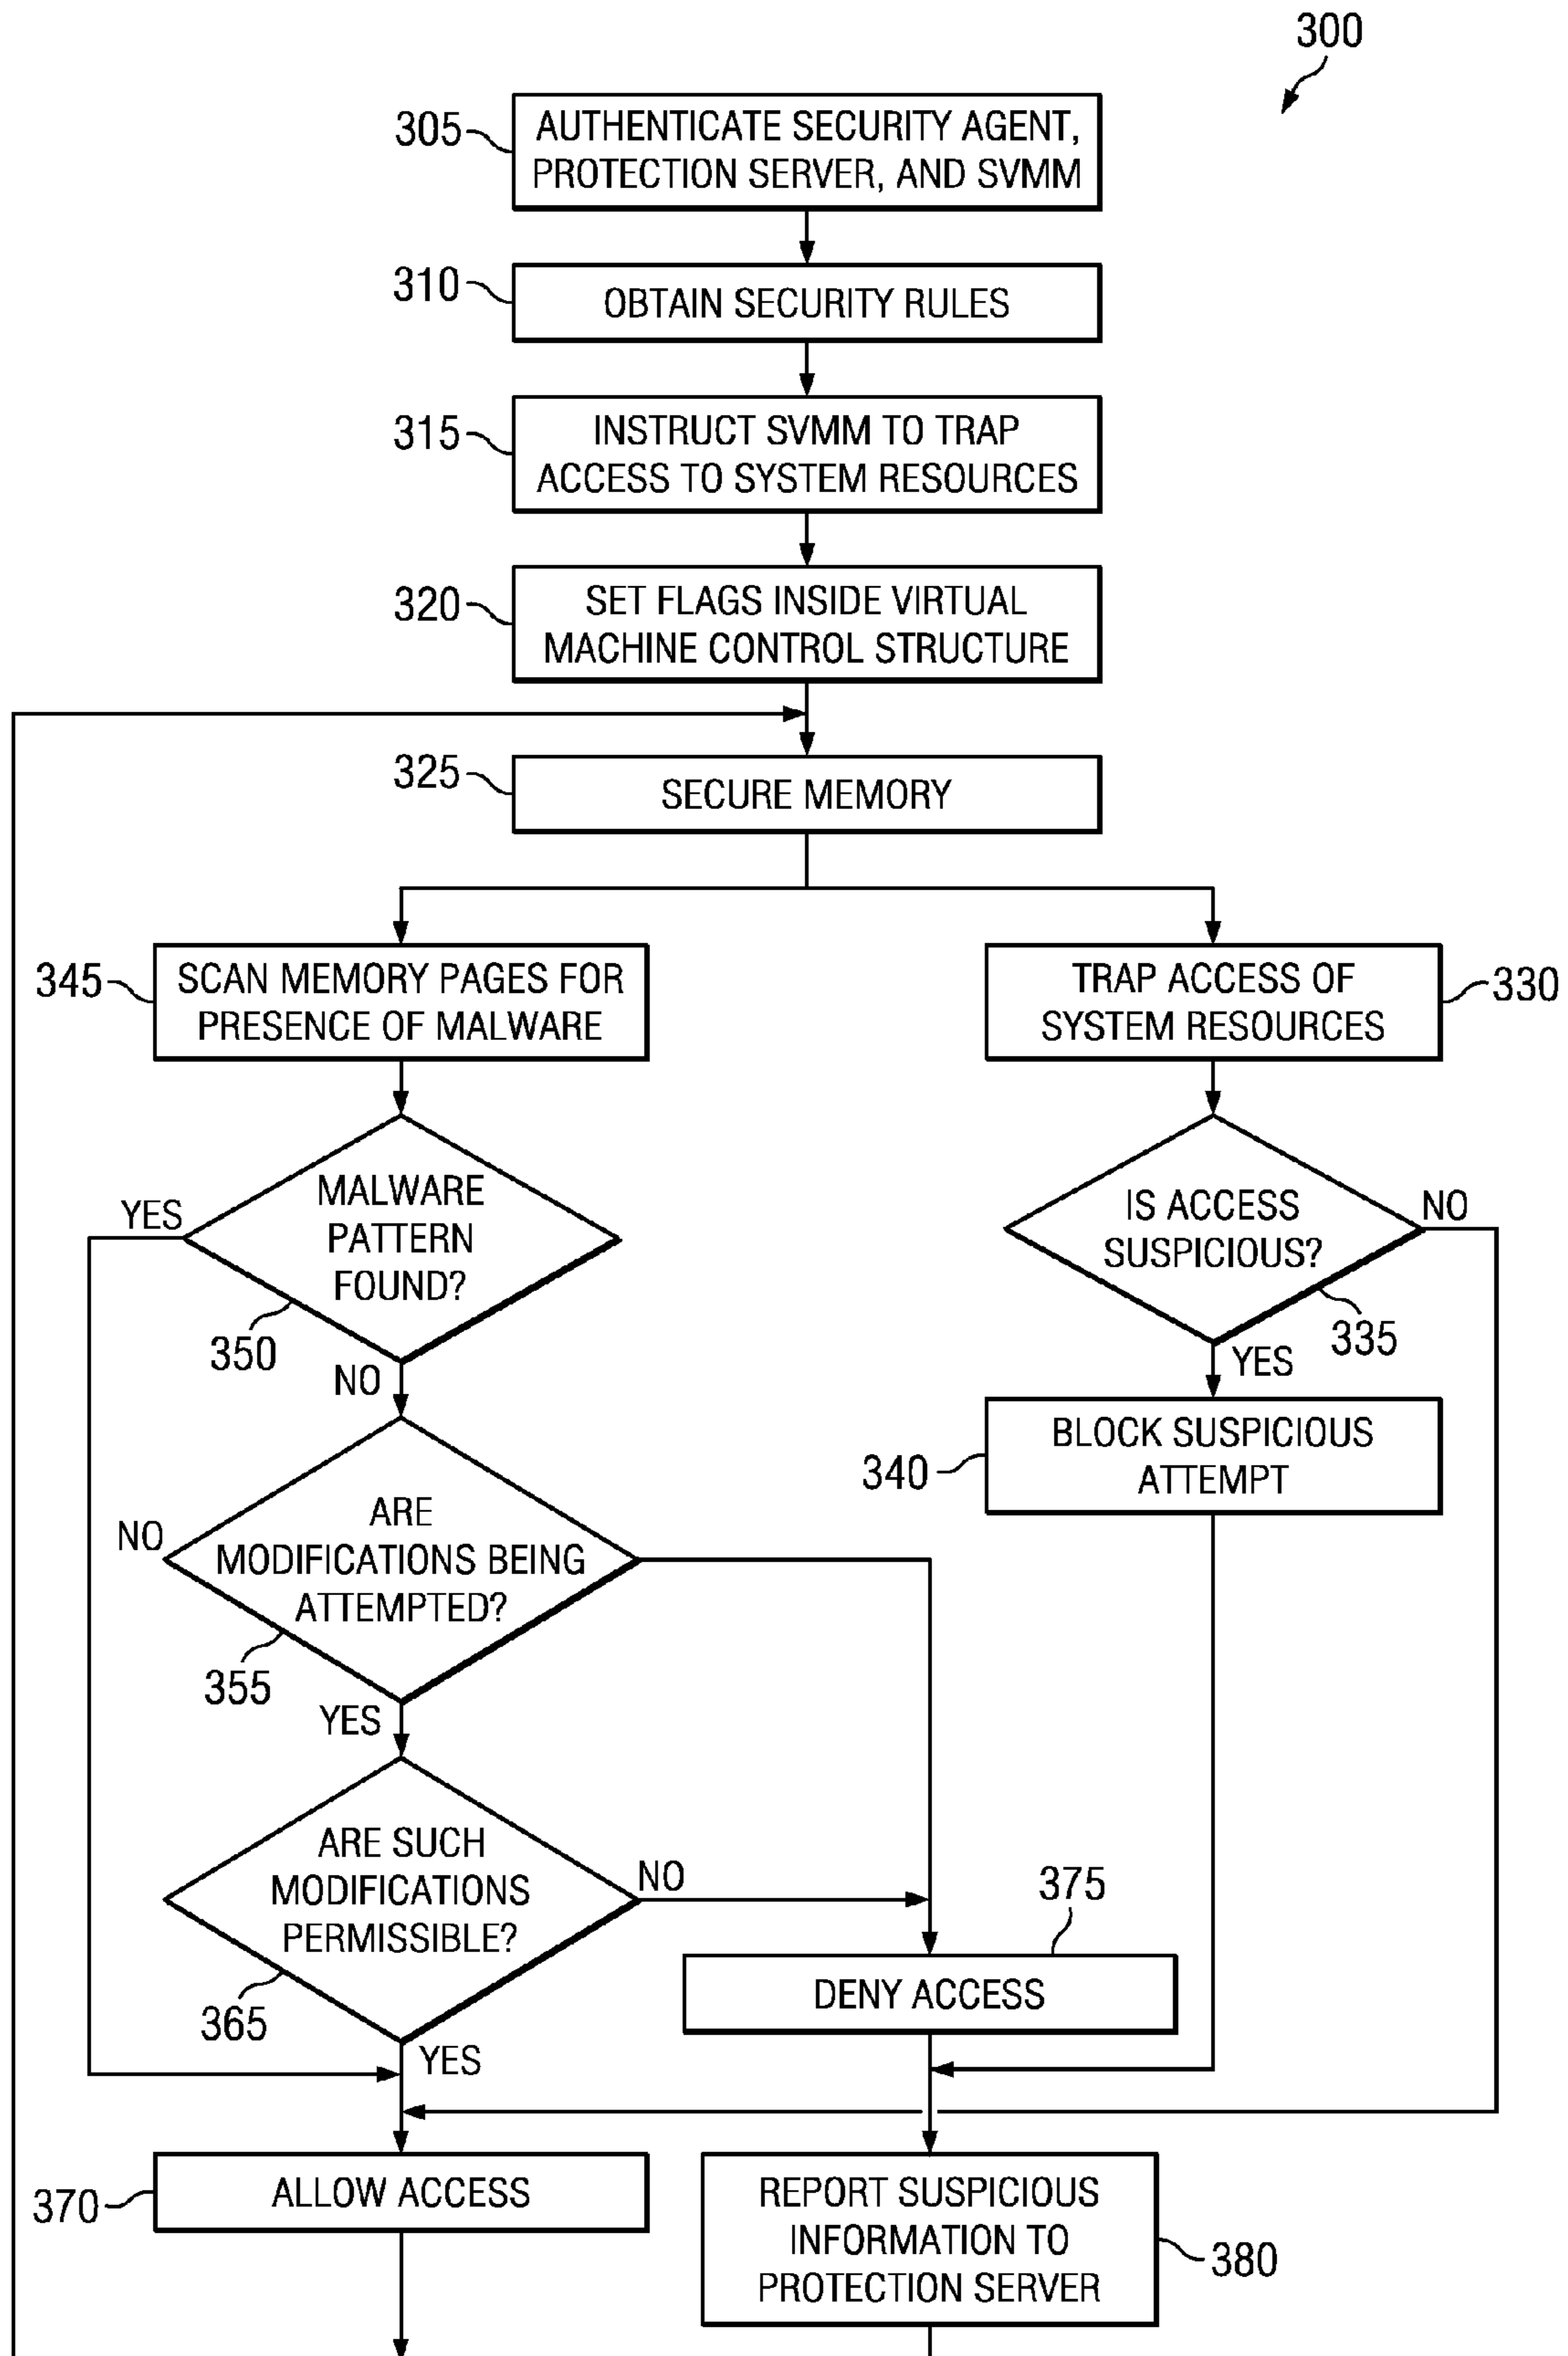 300
305
AUTHENTICATE SECURITY AGENT,
PROTECTION SERVER, AND SVMM
310
OBTAIN SECURITY RULES
315
INSTRUCT SVMM TO TRAP
ACCESS TO SYSTEM RESOURCES
320
SET FLAGS INSIDE VIRTUAL
MACHINE CONTROL STRUCTURE
325
SECURE MEMORY
345
SCAN MEMORY PAGES FOR
PRESENCE OF MALWARE
TRAP ACCESS OF
SYSTEM RESOURCES
330
YES
MALWARE
PATTERN
FOUND?
350
NO
IS ACCESS
SUSPICIOUS?
NO
335
YES
340
BLOCK SUSPICIOUS
ATTEMPT
NO
ARE
MODIFICATIONS BEING
ATTEMPTED?
355
YES
ARE SUCH
MODIFICATIONS
PERMISSIBLE?
NO
365
YES
375
DENY ACCESS
370
ALLOW ACCESS
REPORT SUSPICIOUS
INFORMATION TO
PROTECTION SERVER
380